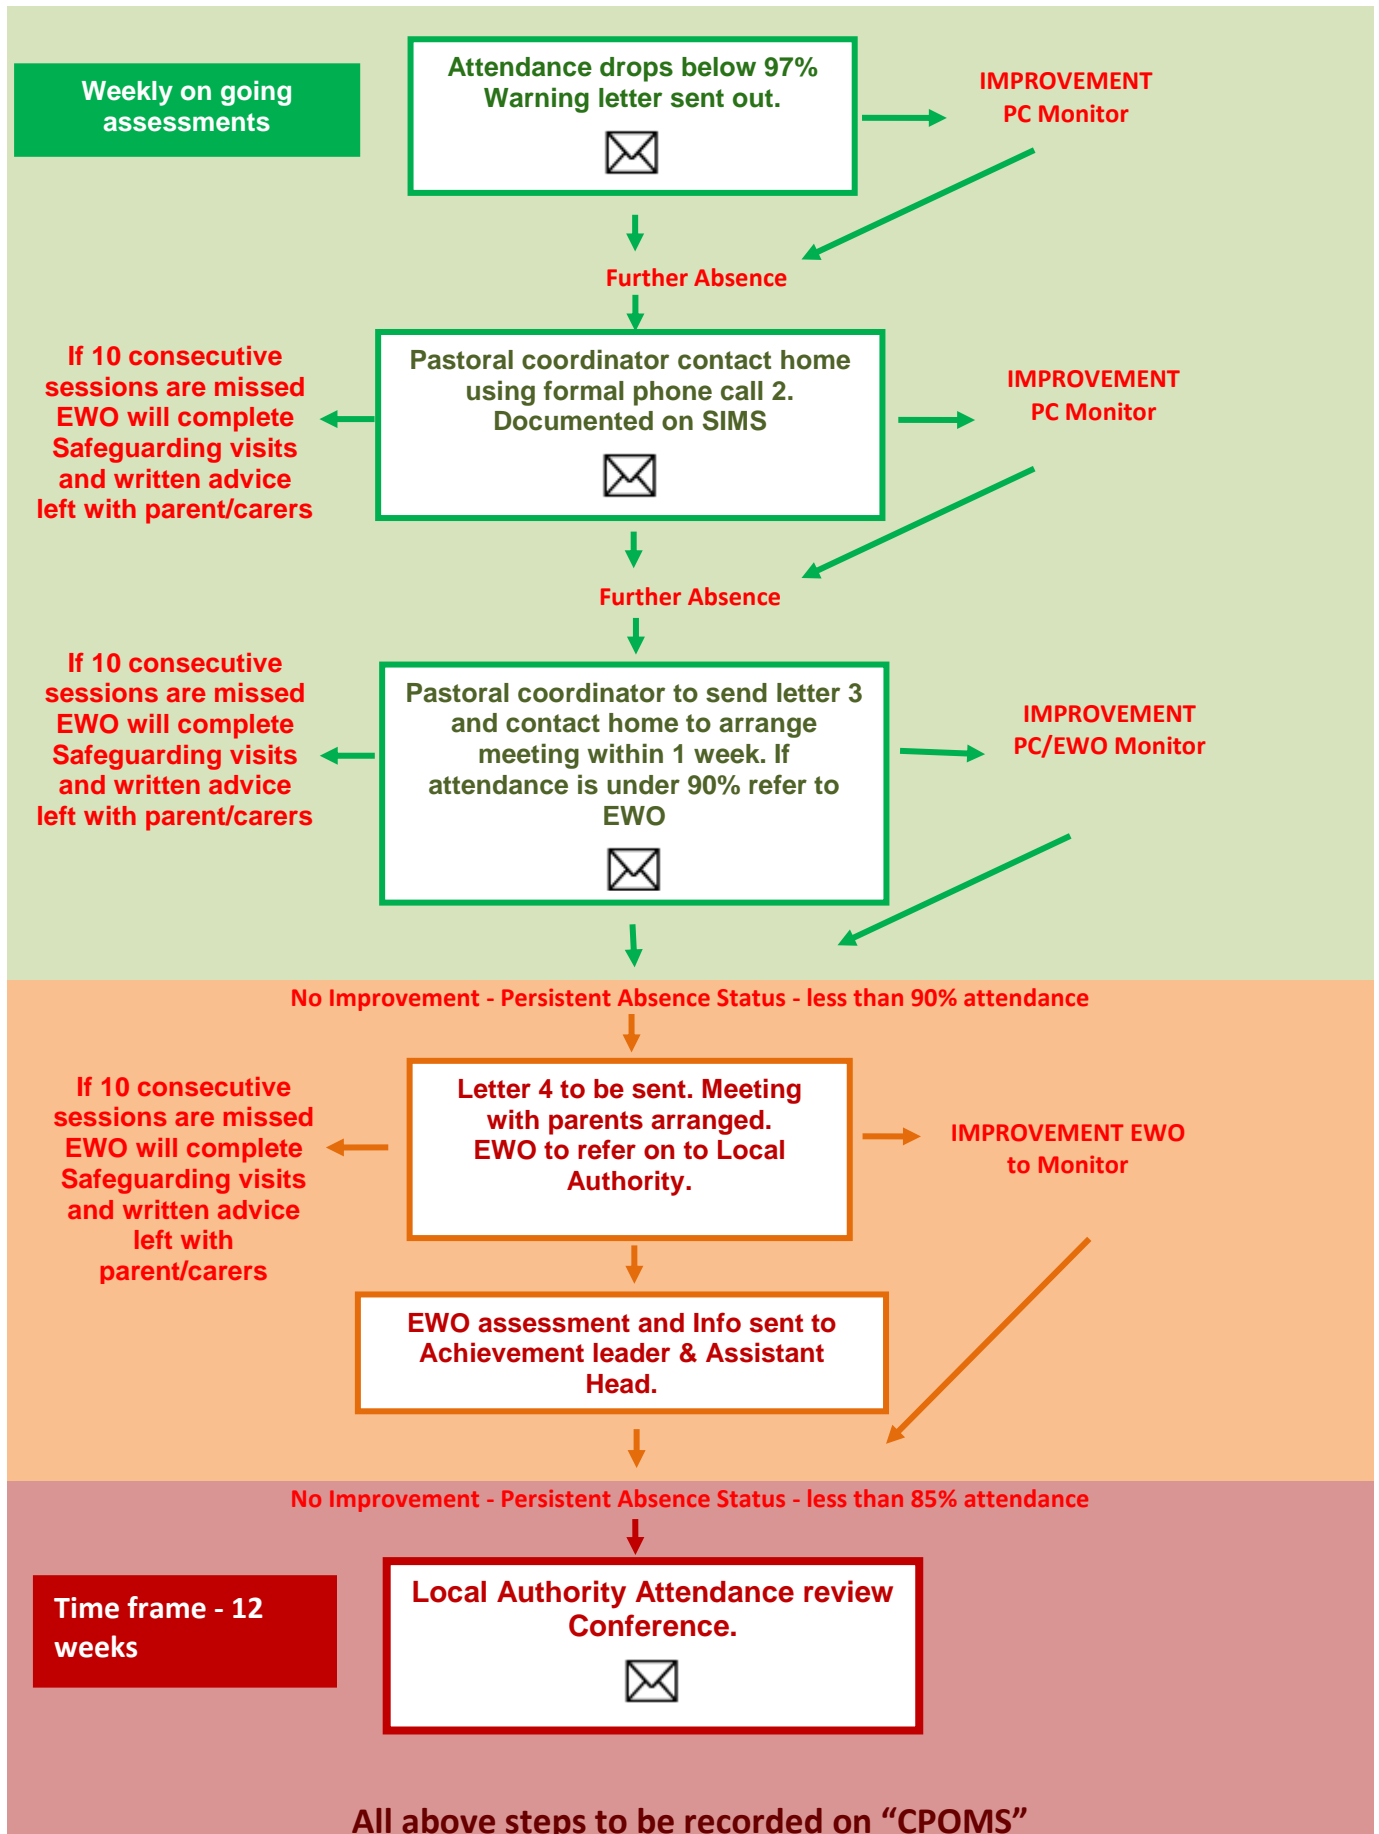 Weekly on going
assessments
Attendance drops below 97%
Warning letter sent out.
IMPROVEMENT
PC Monitor
Further Absence
If 10 consecutive
sessions are missed
EWO will complete
Safeguarding visits
and written advice
left with parent/carers
Pastoral coordinator contact home
using formal phone call 2.
Documented on SIMS
IMPROVEMENT
PC Monitor
Further Absence
If 10 consecutive
sessions are missed
EWO will complete
Safeguarding visits
and written advice
left with parent/carers
Pastoral coordinator to send letter 3
and contact home to arrange
meeting within 1 week. If
attendance is under 90% refer to
EWO
IMPROVEMENT
PC/EWO Monitor
No Improvement - Persistent Absence Status - less than 90% attendance
If 10 consecutive
sessions are missed
EWO will complete
Safeguarding visits
and written advice
left with
parent/carers
Letter 4 to be sent. Meeting
with parents arranged.
EWO to refer on to Local
Authority.
IMPROVEMENT EWO
to Monitor
EWO assessment and Info sent to
Achievement leader & Assistant
Head.
No Improvement - Persistent Absence Status - less than 85% attendance
Time frame - 12
weeks
Local Authority Attendance review
Conference.
All above steps to be recorded on “CPOMS”